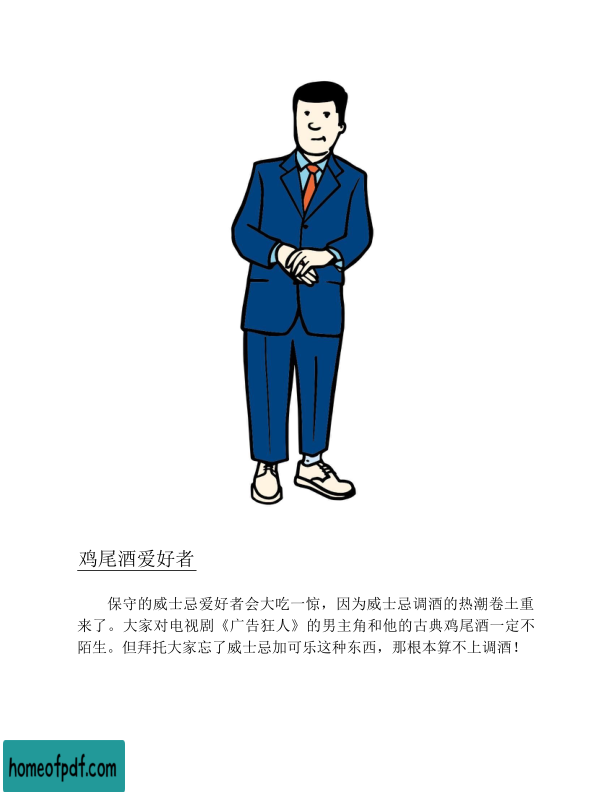 鸡尾酒爱好者
保守的威士忌爱好者会大吃一惊，因为威士忌调酒的热潮卷土重
来了。大家对电视剧《广告狂人》的男主角和他的古典鸡尾酒一定不
陌生。但拜托大家忘了威士忌加可乐这种东西，那根本算不上调酒！
homeofpdf.com